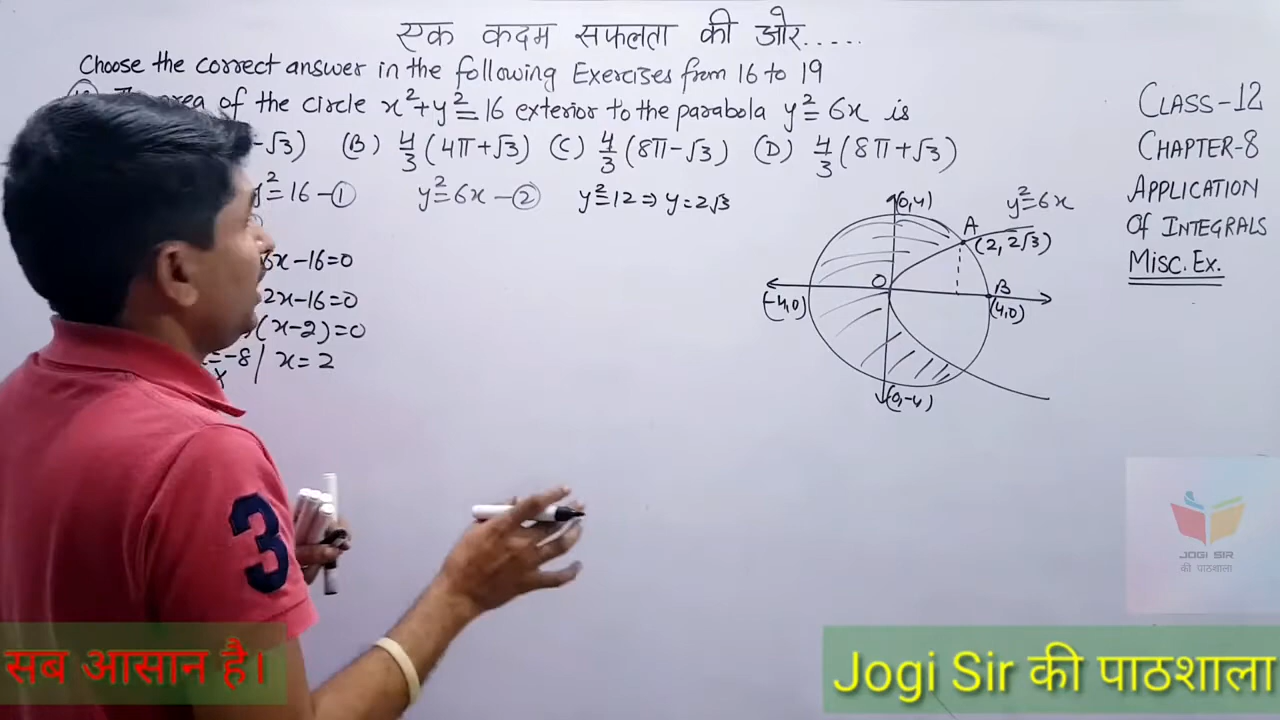 एक कदम सफलता की ओर.....
Choose the correct answer in the following Exercises from 16 to 19
of the circle x²+y²=16 exterior to the parabola y²=6x is
-√3) (B) 4/3(4π+√3) (C) 4/3(8π-√3) (D) 4/3(8π+√3)
y²=16-① y²=6x-② y²=12⇒y=2√3
6x-16=0
2x-16=0
(x-2)=0
=-8 | x=2
x
(0,4)
y²=6x
A
(2, 2√3)
O
B
(-4,0)
(4,0)
(0,-4)
CLASS-12
CHAPTER-8
APPLICATION
Of INTEGRALS
Misc. Ex.
3
JOGI SIR
की पाठशाला
सब आसान है।
Jogi Sir की पाठशाला